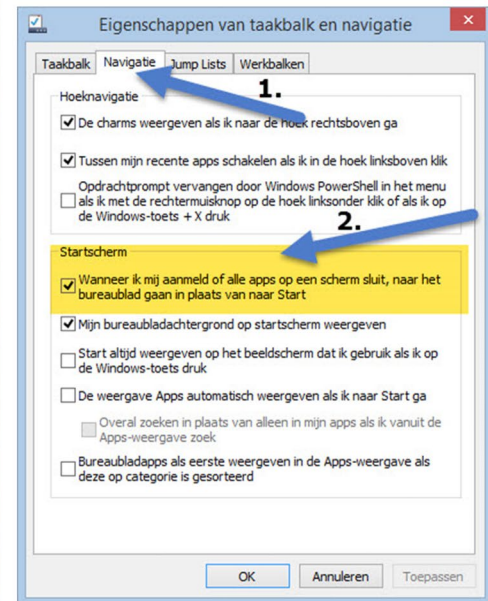 Eigenschappen van taakbalk en navigatie
Taakbalk Navigatie Jump Lists Werkbalken
1.
Hoeknavigatie
De charms weergeven als ik naar de hoek rechtsboven ga
Tussen mijn recente apps schakelen als ik in de hoek linksboven klik
Opdrachtprompt vervangen door Windows PowerShell in het menu
als ik met de rechtermuisknop op de hoek linksonder klik of als ik op
de Windows-toets + X druk
2.
Startscherm
Wanneer ik mij aanmeld of alle apps op een scherm sluit, naar het
bureaublad gaan in plaats van naar Start
Mijn bureaubladachtergrond op startscherm weergeven
Start altijd weergeven op het beeldscherm dat ik gebruik als ik op
de Windows-toets druk
De weergave Apps automatisch weergeven als ik naar Start ga
Overal zoeken in plaats van alleen in mijn apps als ik vanuit de
Apps-weergave zoek
Bureaubladapps als eerste weergeven in de Apps-weergave als
deze op categorie is gesorteerd
OK Annuleren Toepassen